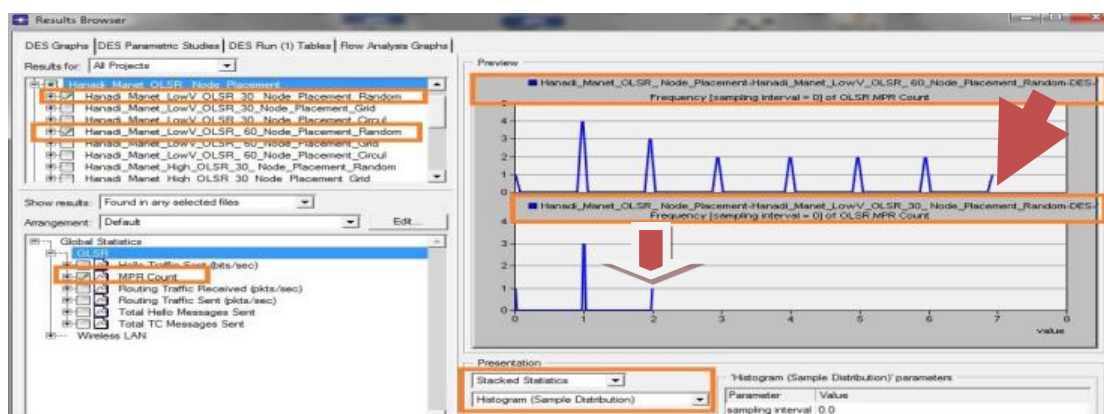 Results Browser
DES Graphs DES Parametric Studies DES Run (1) Tables Flow Analysis Graphs
Results for: All Projects
Hanadi_Manet_OLSR_Node_Placement
Hanadi_Manet_LowV_OLSR_30_Node_Placement_Random
Hanadi_Manet_LowV_OLSR_30_Node_Placement_Grid
Hanadi_Manet_LowV_OLSR_30_Node_Placement_Circul
Hanadi_Manet_LowV_OLSR_60_Node_Placement_Random
Hanadi_Manet_LowV_OLSR_60_Node_Placement_Grid
Hanadi_Manet_LowV_OLSR_60_Node_Placement_Circul
Hanadi_Manet_High_OLSR_30_Node_Placement_Random
Hanadi_Manet_High_OLSR_30_Node_Placement_Grid
Show results: Found in any selected files
Arrangement: Default Edit...
Global Statistics
OLSR
Hello Traffic Sent (bits/sec)
MPR Count
Routing Traffic Received (pkts/sec)
Routing Traffic Sent (pkts/sec)
Total Hello Messages Sent
Total TC Messages Sent
Wireless LAN
Preview
Hanadi_Manet_OLSR_Node_Placement-Hanadi_Manet_LowV_OLSR_60_Node_Placement_Random-DES-
Frequency [sampling interval = 0] of OLSR.MPR Count
4
3
2
1
0
Hanadi_Manet_OLSR_Node_Placement-Hanadi_Manet_LowV_OLSR_30_Node_Placement_Random-DES-
Frequency [sampling interval = 0] of OLSR.MPR Count
4
3
2
1
0
0 1 2 3 4 5 6 7 8
value
Presentation
Stacked Statistics
Histogram (Sample Distribution)
'Histogram (Sample Distribution)' parameters
Parameter Value
sampling interval 0.0